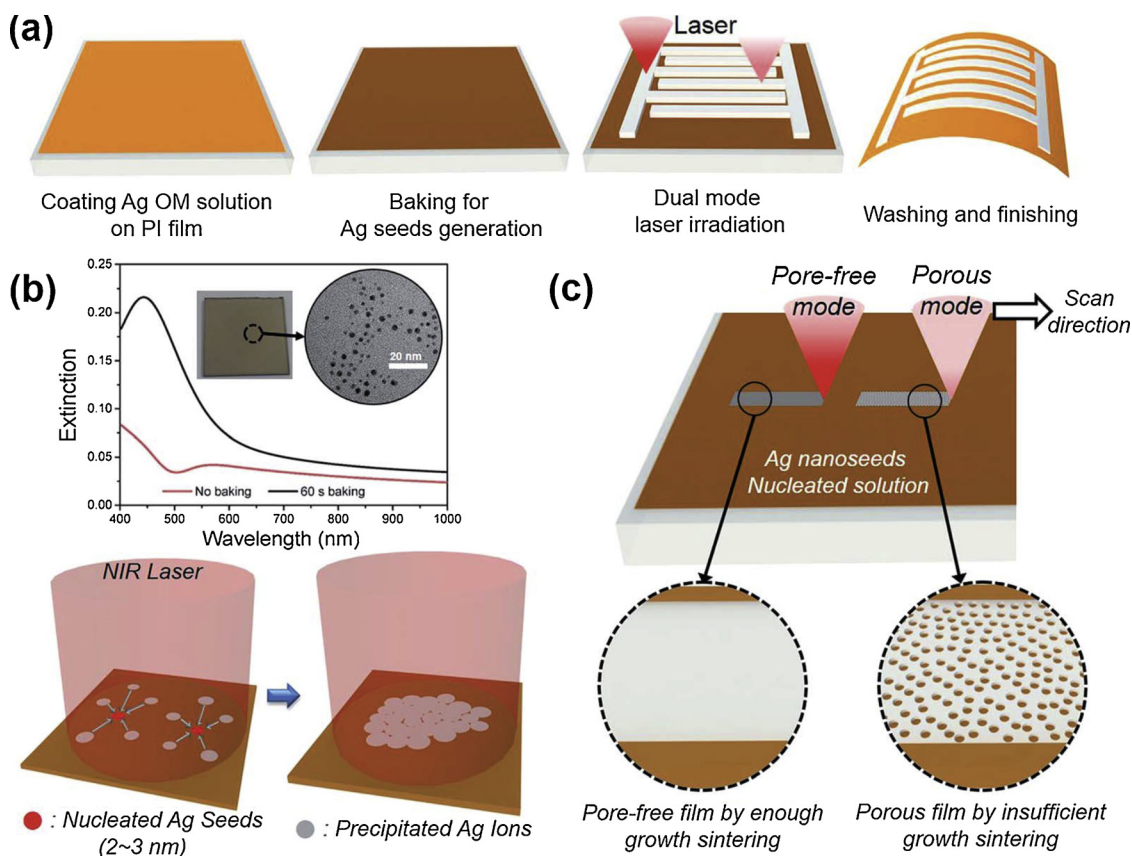 (a)
Laser
Coating Ag OM solution
on PI film
Baking for
Ag seeds generation
Dual mode
laser irradiation
Washing and finishing
(b)
0.25
0.20
0.15
0.10
0.05
0.00
Extinction
20 nm
No baking
60 s baking
400
500
600
700
800
900
1000
Wavelength (nm)
NIR Laser
: Nucleated Ag Seeds
(2~3 nm)
: Precipitated Ag Ions
(c)
Pore-free
mode
Porous
mode
Scan
direction
Ag nanoseeds
Nucleated solution
Pore-free film by enough
growth sintering
Porous film by insufficient
growth sintering